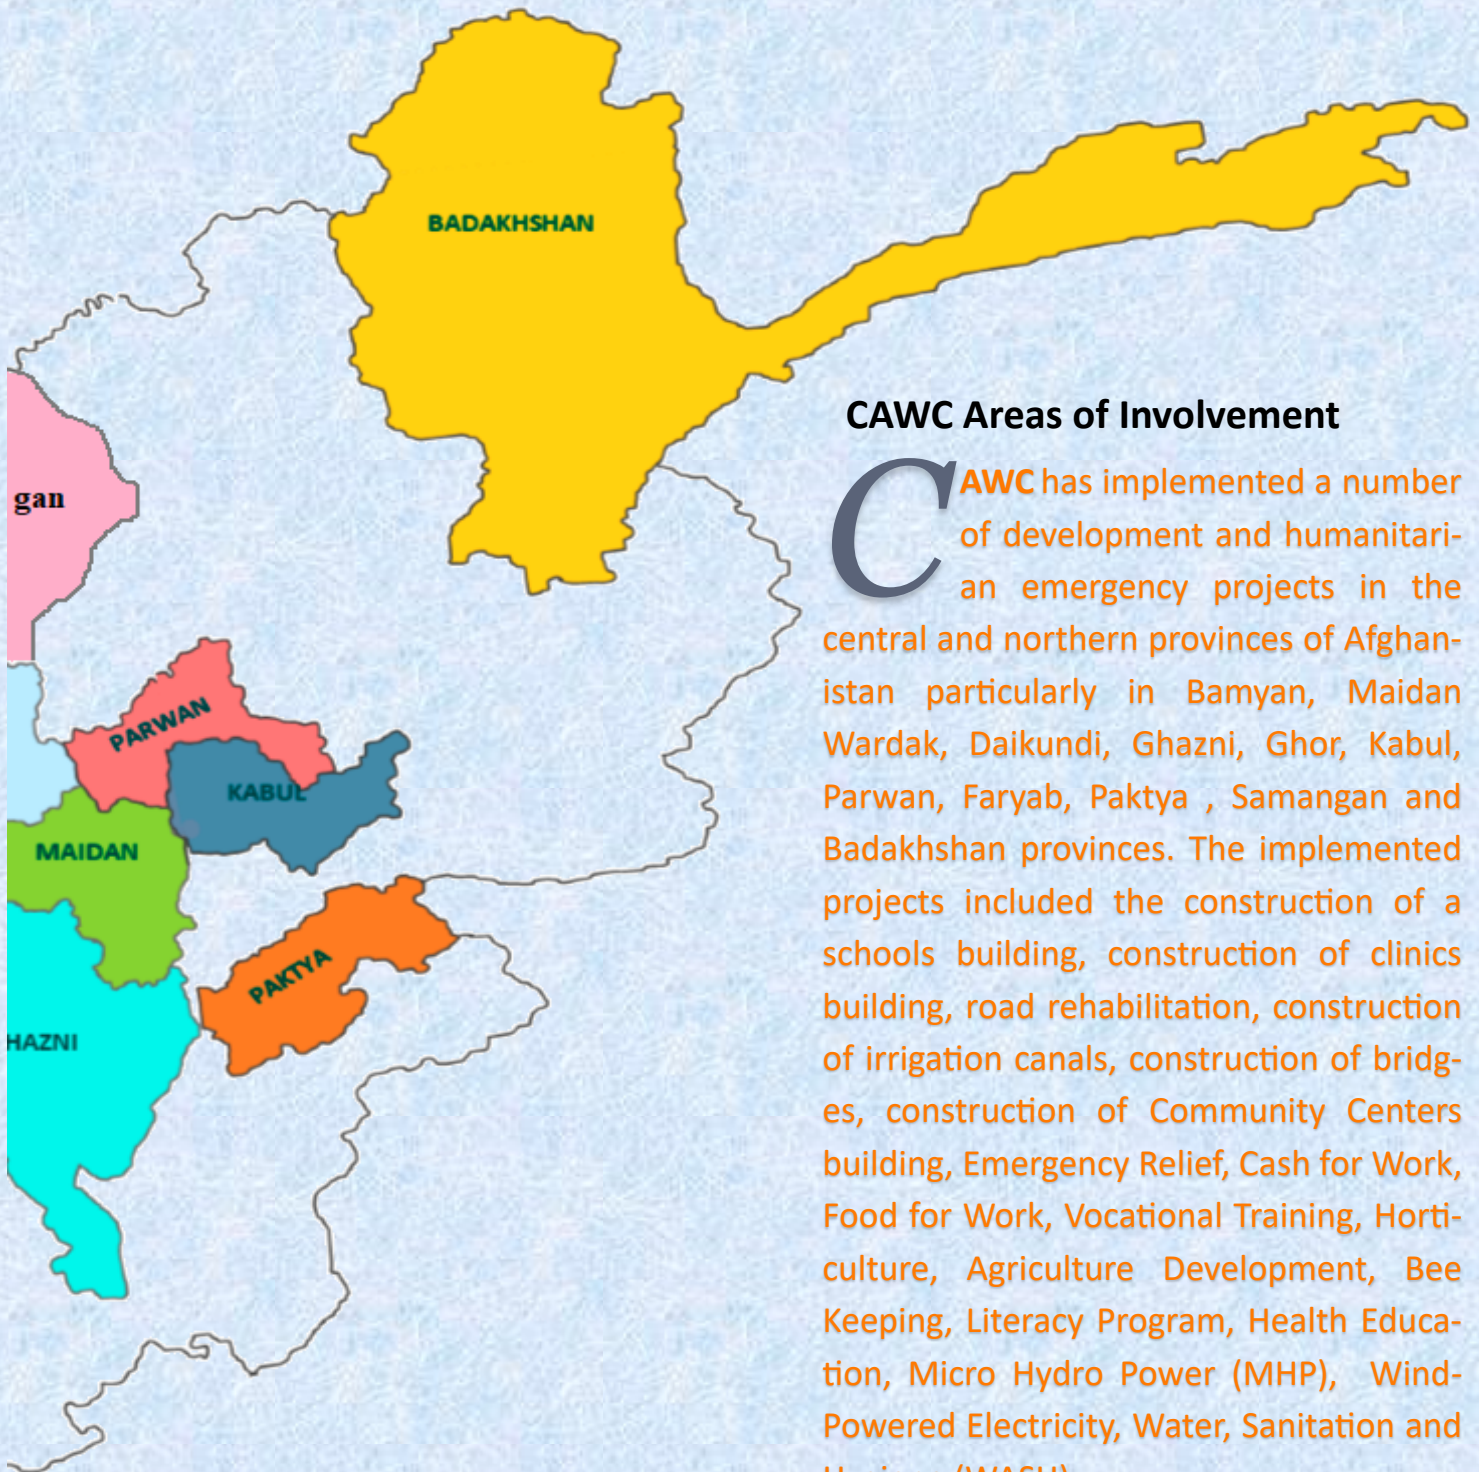 BADAKHSHAN
gan
PARWAN
KABUL
MAIDAN
PAKTYA
HAZNI
CAWC Areas of Involvement
CAWC has implemented a number
of development and humanitari-
an emergency projects in the
central and northern provinces of Afghan-
istan particularly in Bamyan, Maidan
Wardak, Daikundi, Ghazni, Ghor, Kabul,
Parwan, Faryab, Paktya , Samangan and
Badakhshan provinces. The implemented
projects included the construction of a
schools building, construction of clinics
building, road rehabilitation, construction
of irrigation canals, construction of bridg-
es, construction of Community Centers
building, Emergency Relief, Cash for Work,
Food for Work, Vocational Training, Horti-
culture, Agriculture Development, Bee
Keeping, Literacy Program, Health Educa-
tion, Micro Hydro Power (MHP), Wind-
Powered Electricity, Water, Sanitation and
(WASH)